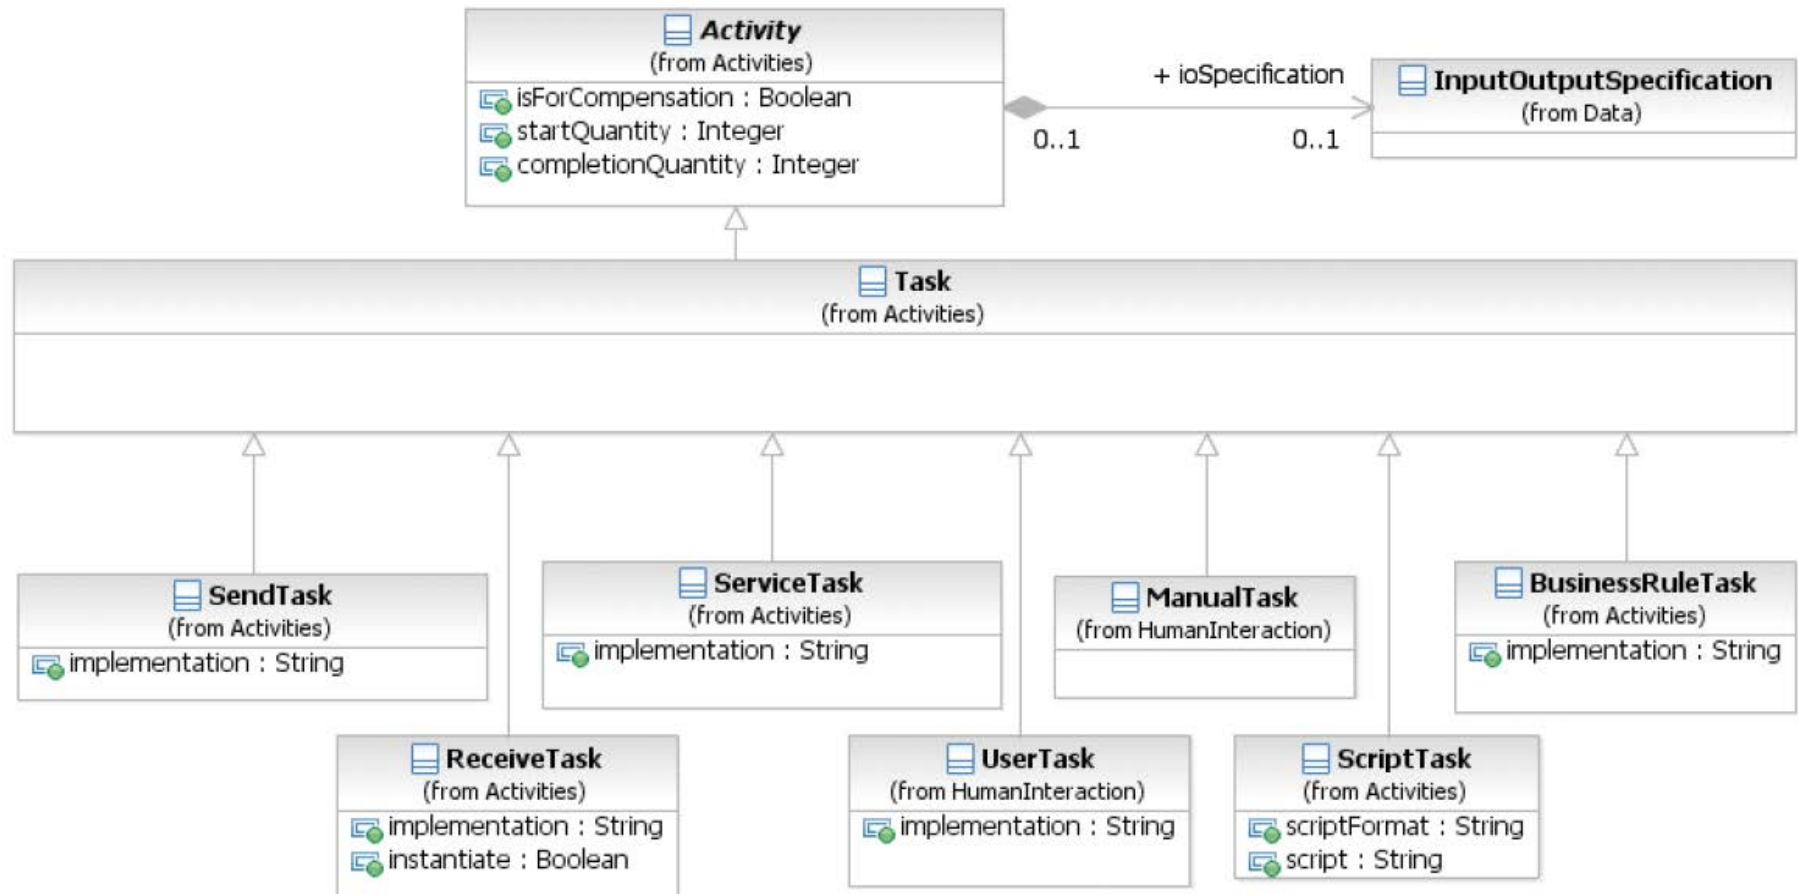 Activity
(from Activities)
isForCompensation : Boolean
startQuantity : Integer
completionQuantity : Integer
+ ioSpecification
0..1
0..1
InputOutputSpecification
(from Data)
Task
(from Activities)
SendTask
(from Activities)
implementation : String
ServiceTask
(from Activities)
implementation : String
ManualTask
(from HumanInteraction)
BusinessRuleTask
(from Activities)
implementation : String
ReceiveTask
(from Activities)
implementation : String
instantiate : Boolean
UserTask
(from HumanInteraction)
implementation : String
ScriptTask
(from Activities)
scriptFormat : String
script : String